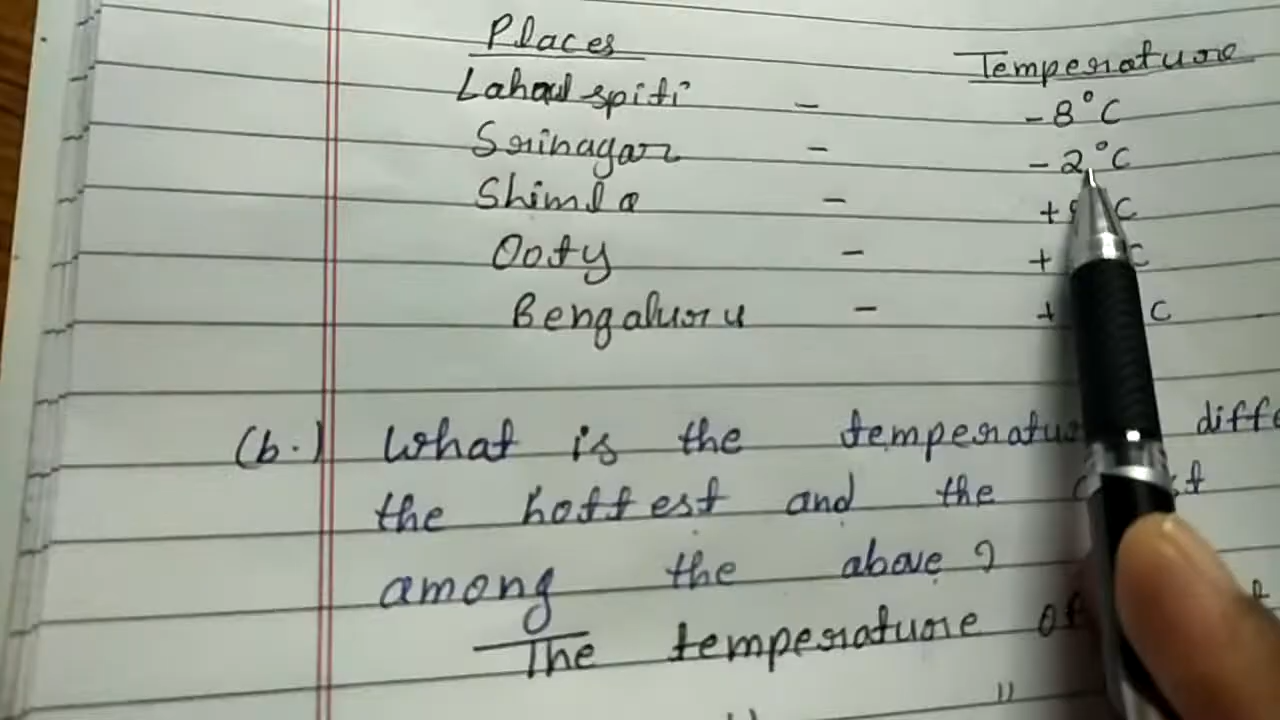 Places Temperature
Lahaul spiti - -8°C
Srinagar - -2°C
Shimla - + C
Ooty - + C
Bengaluru - + C
(b.) What is the diffe
the hottest and the
among the above?
The temperature of